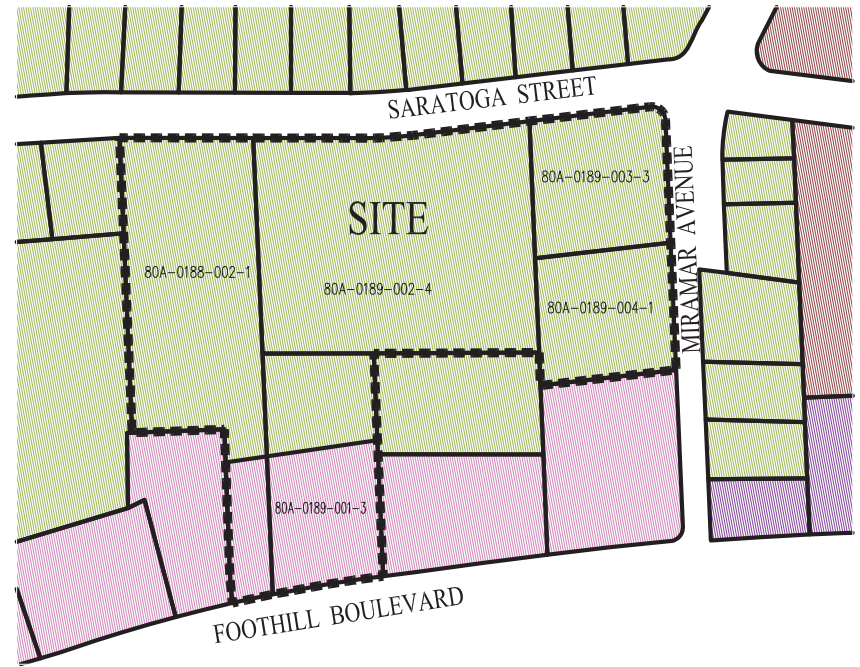 SARATOGA STREET
80A-0189-003-3
MIRAMAR AVENUE
SITE
80A-0188-002-1
80A-0189-002-4
80A-0189-004-1
80A-0189-001-3
FOOTHILL BOULEVARD